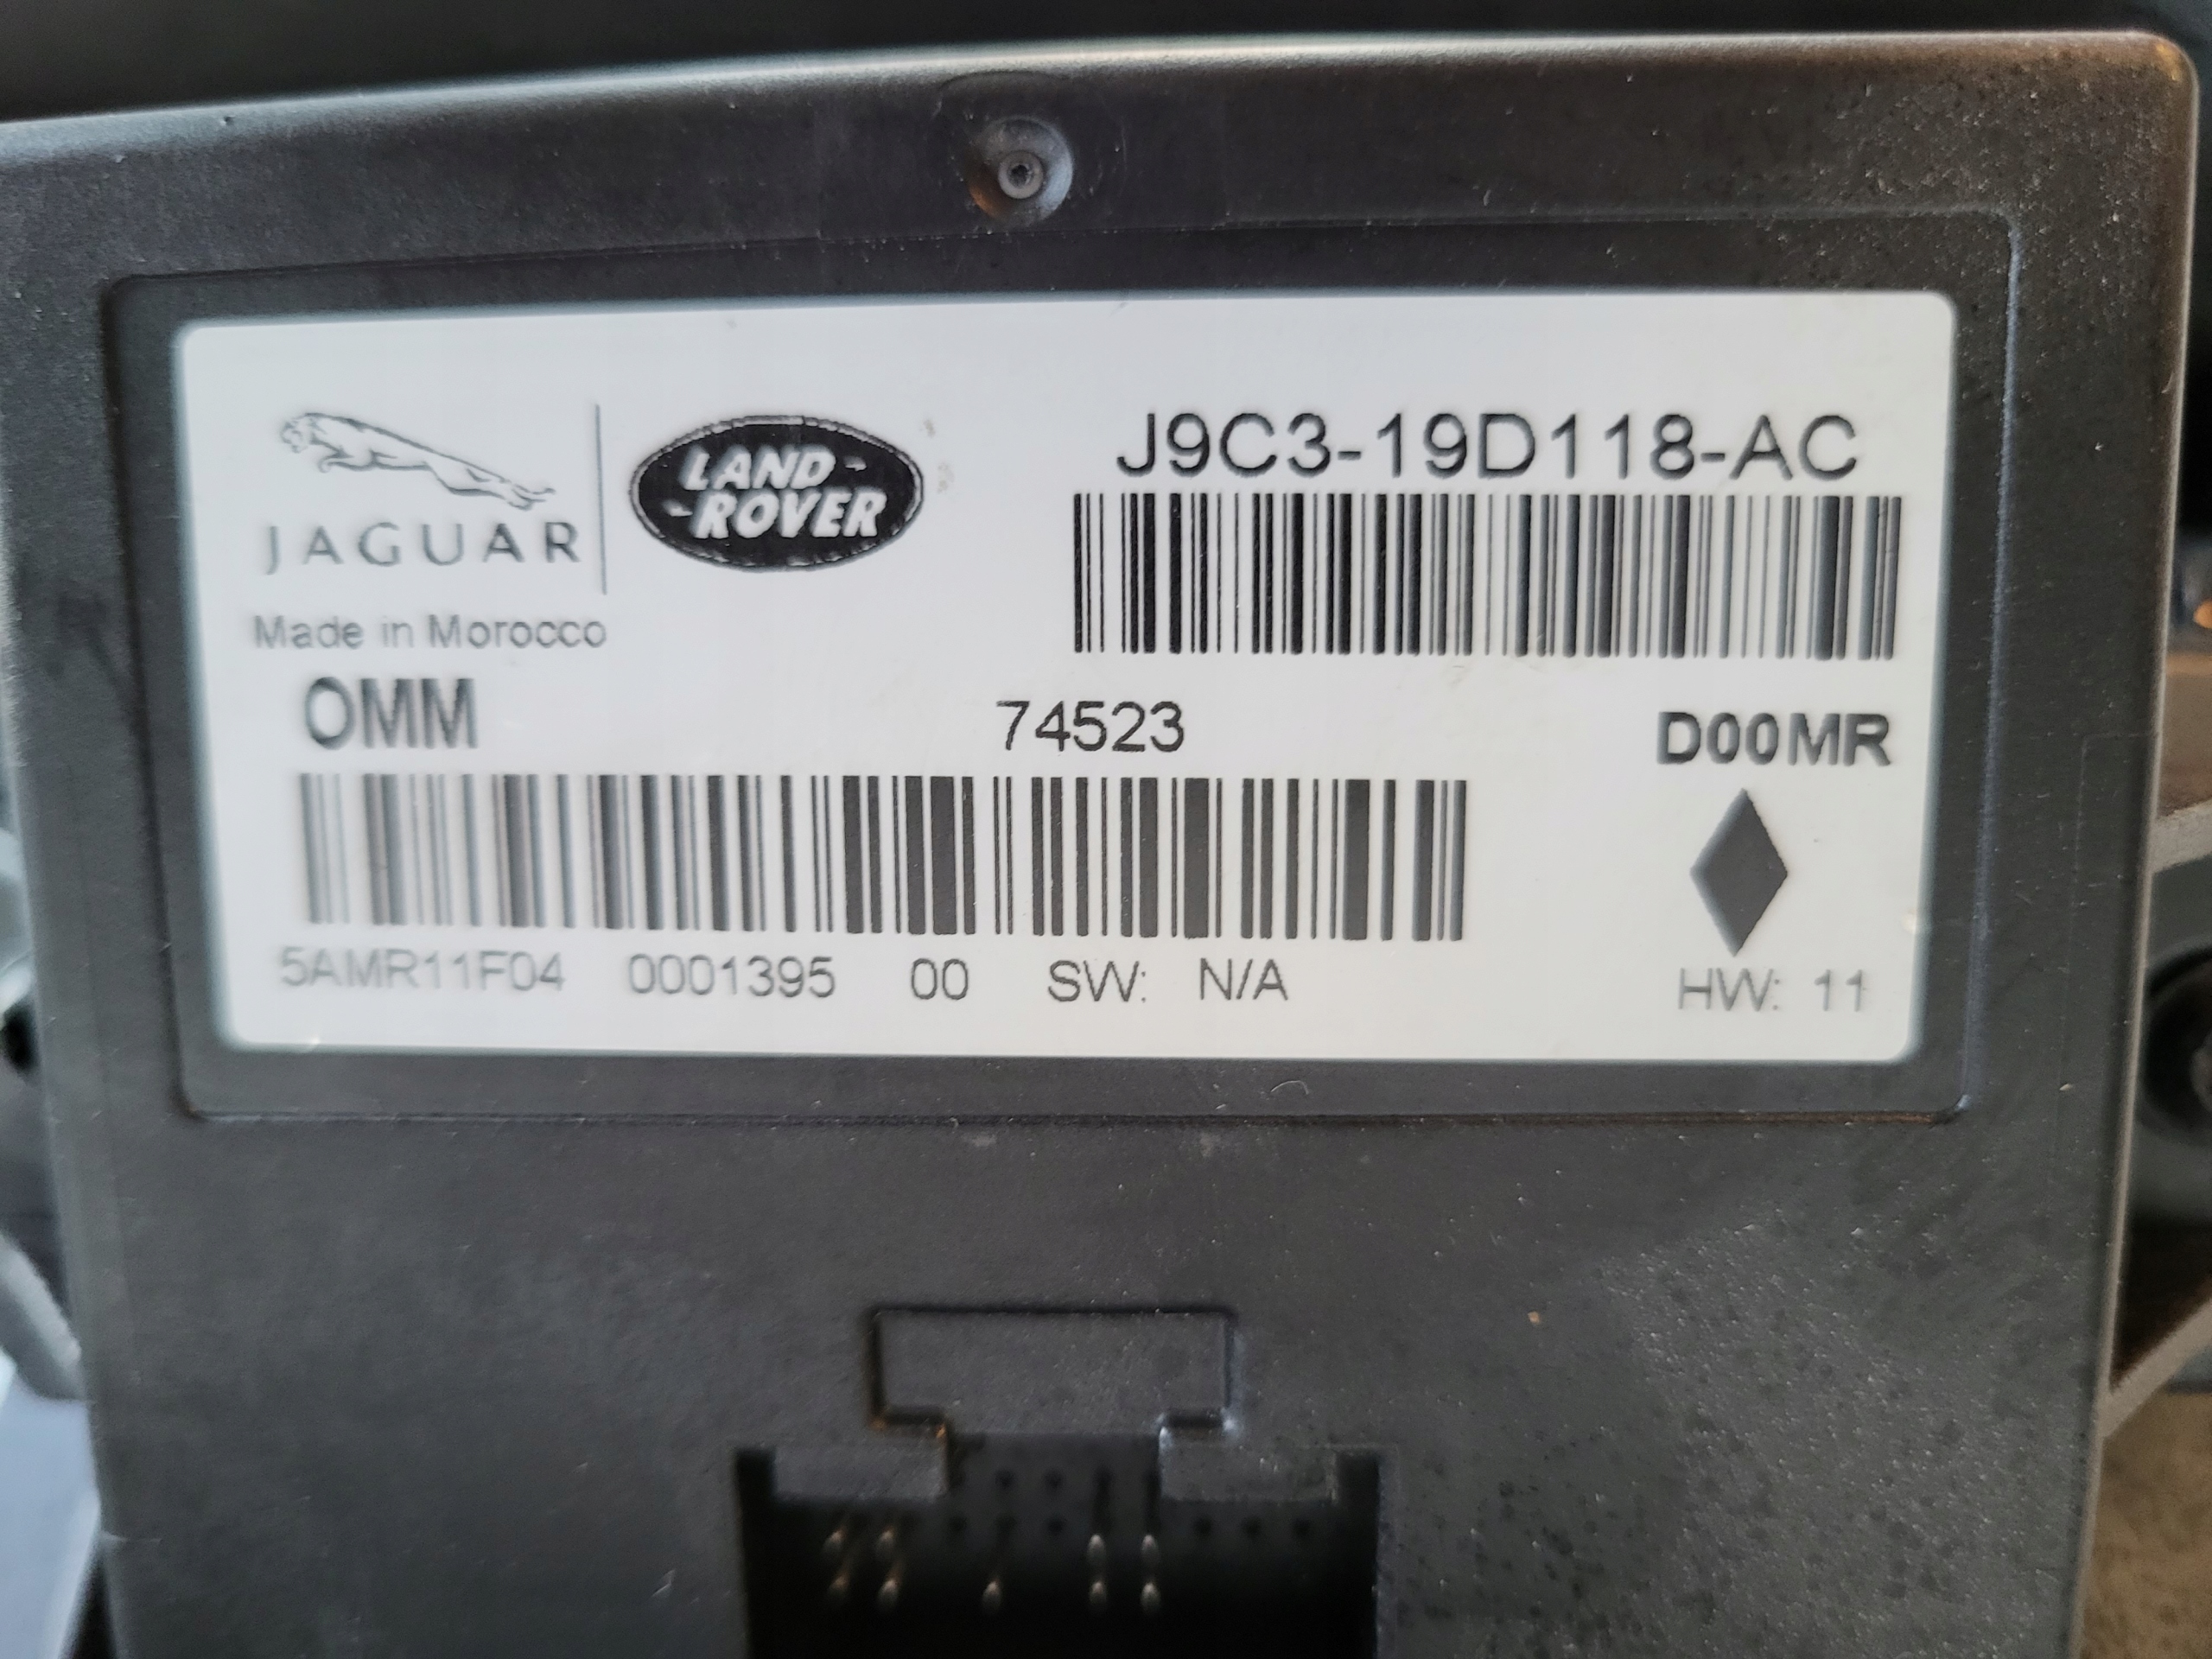 JAGUAR
LAND
ROVER
J9C3-19D118-AC
Made in Morocco
OMM 74523 D00MR
5AMR11F04 0001395 00 SW: N/A HW: 11